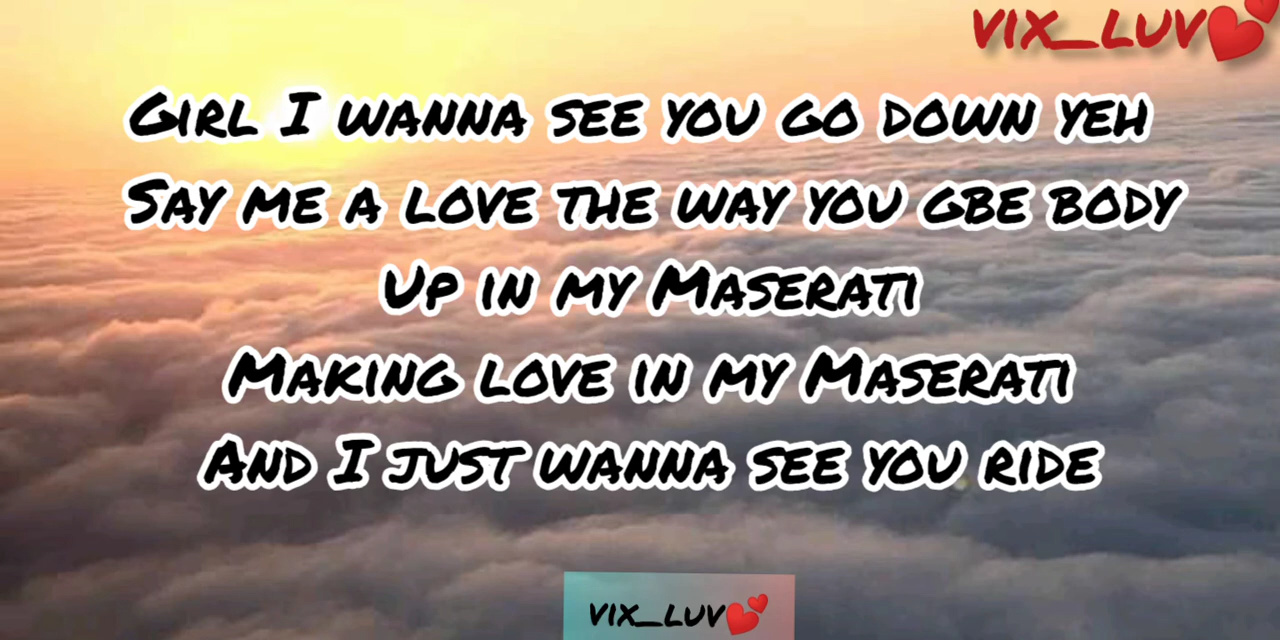 VIX_LUV💕
GIRL I WANNA SEE YOU GO DOWN YEH
SAY ME A LOVE THE WAY YOU GBE BODY
UP IN MY MASERATI
MAKING LOVE IN MY MASERATI
AND I JUST WANNA SEE YOU RIDE
VIX_LUV💕